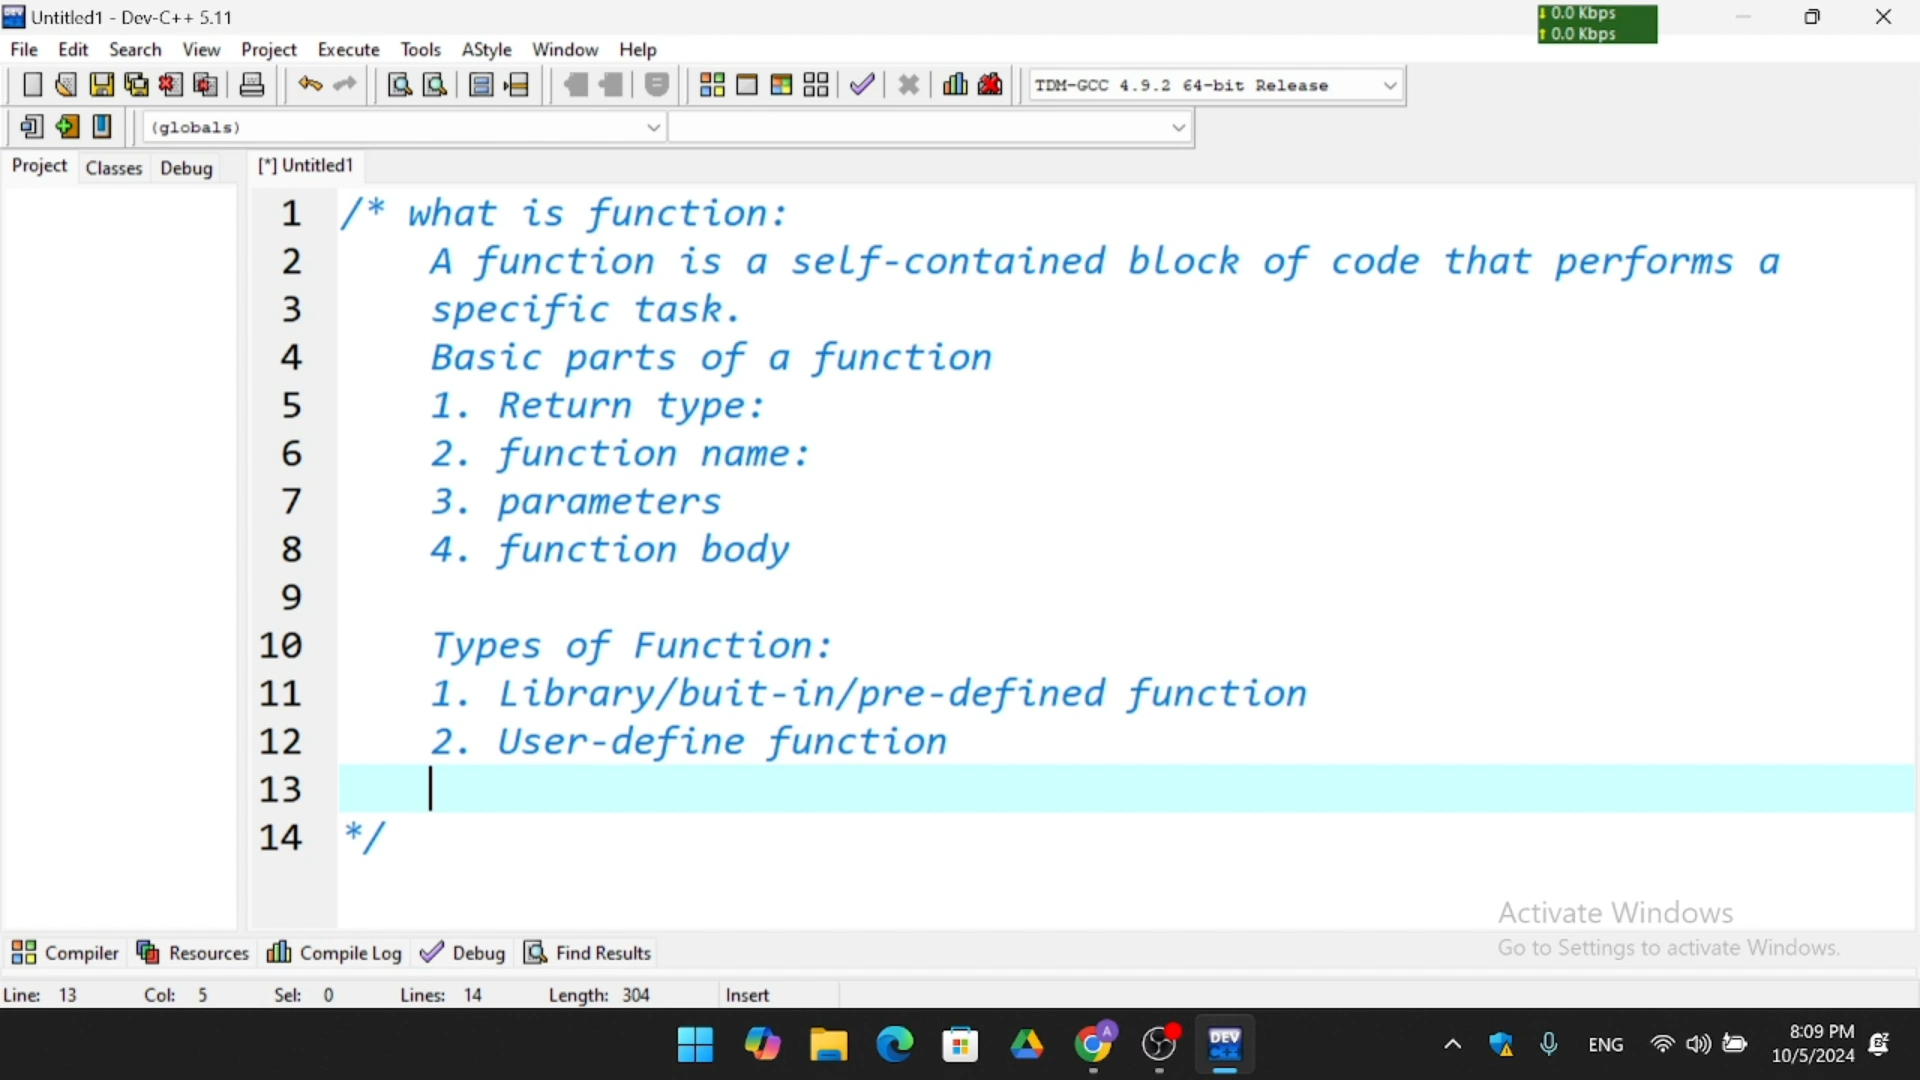 Untitled1 - Dev-C++ 5.11
0.0 Kbps
0.0 Kbps
File Edit Search View Project Execute Tools AStyle Window Help
TDM-GCC 4.9.2 64-bit Release
(globals)
Project Classes Debug [*] Untitled1
1 /* what is function:
2 A function is a self-contained block of code that performs a
3 specific task.
4 Basic parts of a function
5 1. Return type:
6 2. function name:
7 3. parameters
8 4. function body
9
10 Types of Function:
11 1. Library/buit-in/pre-defined function
12 2. User-define function
13
14 */
Activate Windows
Go to Settings to activate Windows.
Compiler Resources Compile Log Debug Find Results
Line: 13 Col: 5 Sel: 0 Lines: 14 Length: 304 Insert
DEV C++ A ENG 8:09 PM
10/5/2024